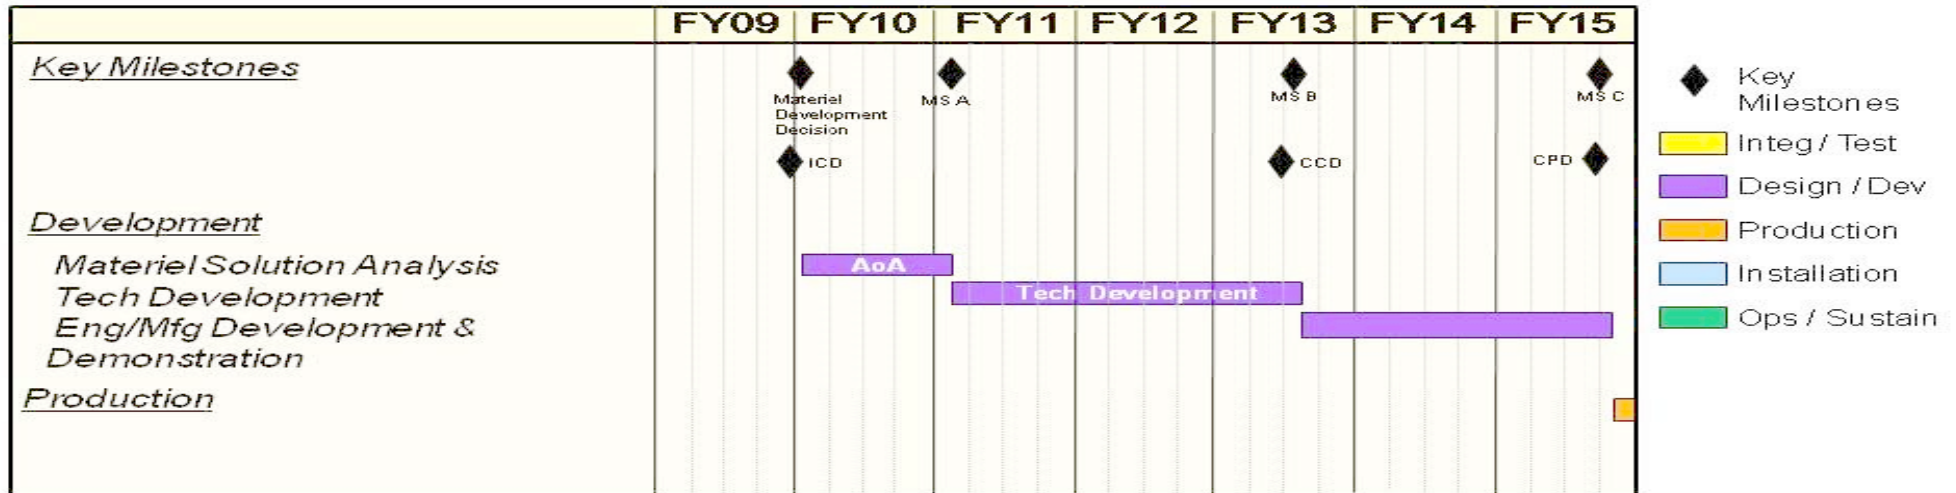 FY09 FY10 FY11 FY12 FY13 FY14 FY15
Key Milestones
Materiel
Development
Decision
MS A
MS B
MS C
ICD
CCD
CPD
Development
Materiel Solution Analysis
AoA
Tech Development
Tech Development
Eng/Mfg Development &
Demonstration
Production
Key
Milestones
Integ / Test
Design / Dev
Production
Installation
Ops / Sustain